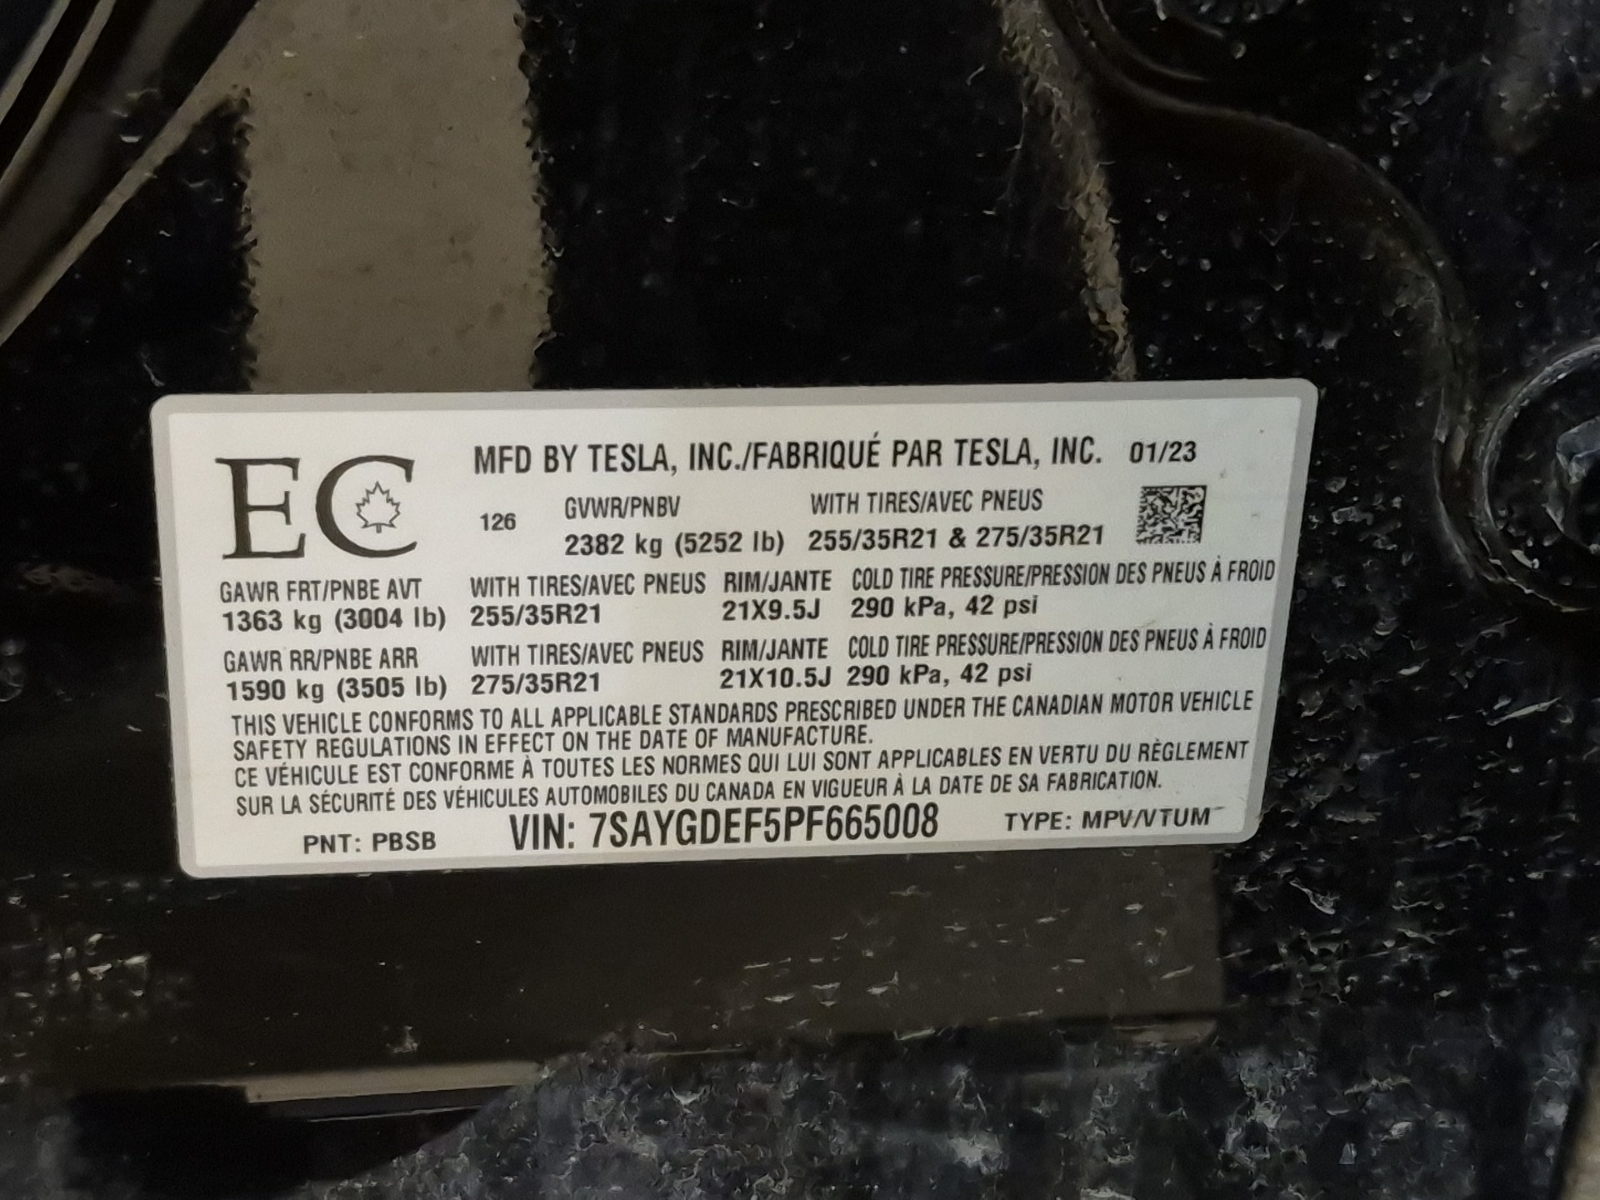 EC MFD BY TESLA, INC./FABRIQUÉ PAR TESLA, INC. 01/23
126 GVWR/PNBV WITH TIRES/AVEC PNEUS
2382 kg (5252 lb) 255/35R21 & 275/35R21
GAWR FRT/PNBE AVT WITH TIRES/AVEC PNEUS RIM/JANTE COLD TIRE PRESSURE/PRESSION DES PNEUS À FROID
1363 kg (3004 lb) 255/35R21 21X9.5J 290 kPa, 42 psi
GAWR RR/PNBE ARR WITH TIRES/AVEC PNEUS RIM/JANTE COLD TIRE PRESSURE/PRESSION DES PNEUS À FROID
1590 kg (3505 lb) 275/35R21 21X10.5J 290 kPa, 42 psi
THIS VEHICLE CONFORMS TO ALL APPLICABLE STANDARDS PRESCRIBED UNDER THE CANADIAN MOTOR VEHICLE
SAFETY REGULATIONS IN EFFECT ON THE DATE OF MANUFACTURE.
CE VÉHICULE EST CONFORME À TOUTES LES NORMES QUI LUI SONT APPLICABLES EN VERTU DU RÈGLEMENT
SUR LA SÉCURITÉ DES VÉHICULES AUTOMOBILES DU CANADA EN VIGUEUR À LA DATE DE SA FABRICATION.
PNT: PBSB VIN: 7SAYGDEF5PF665008 TYPE: MPV/VTUM